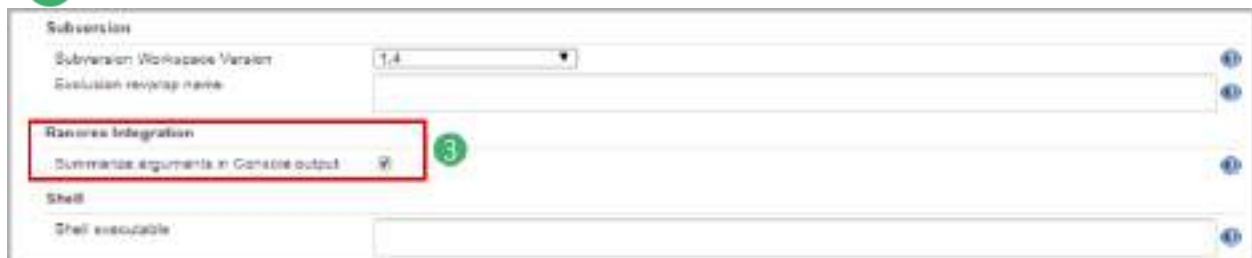 Subversion
Subversion Workspace Version 1.4
Exclusion revprop name
Ranorex Integration
Summarize arguments in Console output
3
Shell
Shell executable